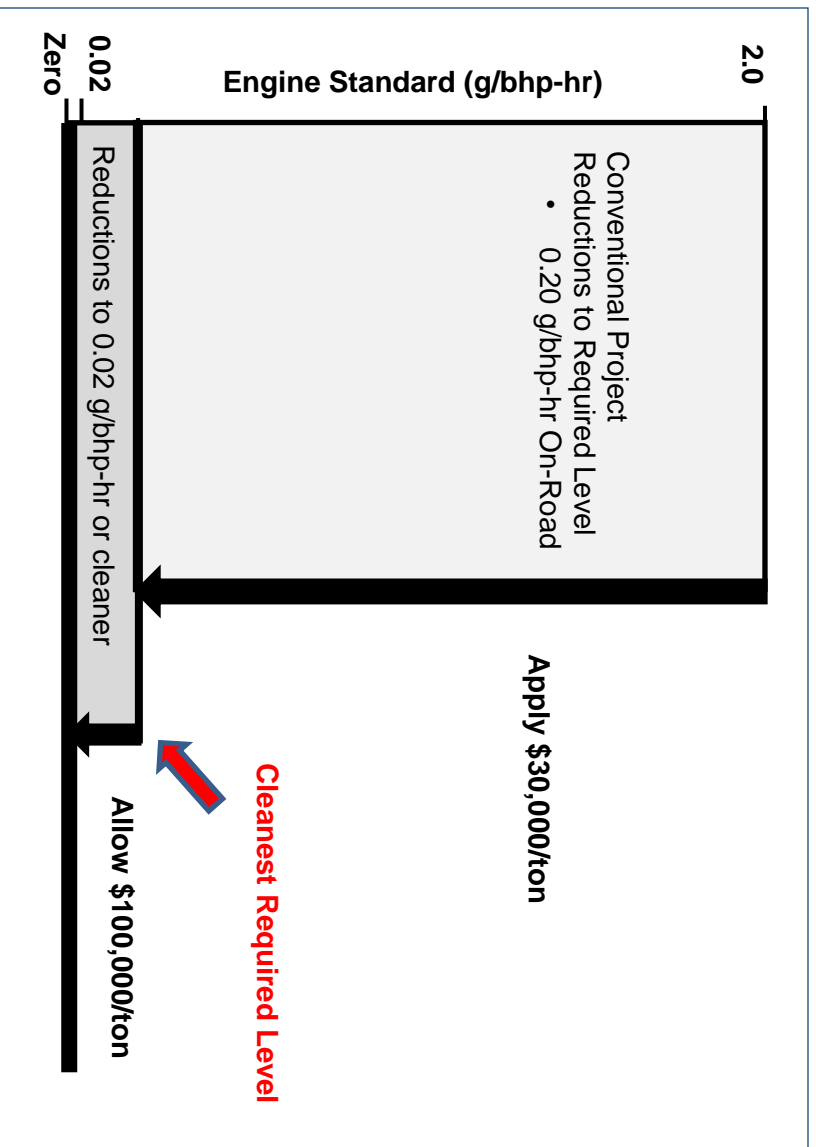 2.0
Engine Standard (g/bhp-hr)
0.02
Zero
Conventional Project
Reductions to Required Level
• 0.20 g/bhp-hr On-Road
Apply $30,000/ton
Cleanest Required Level
Reductions to 0.02 g/bhp-hr or cleaner
Allow $100,000/ton